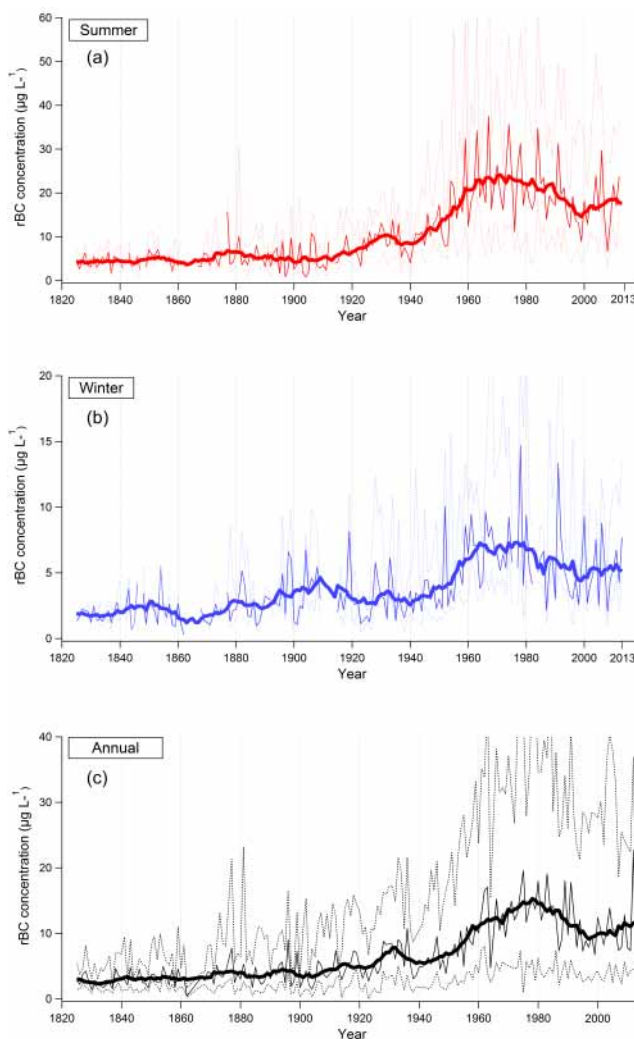 Summer
(a)
rBC concentration (µg L-¹)
60
50
40
30
20
10
0
1820 1840 1860 1880 1900 1920 1940 1960 1980 2000 2013
Year
Winter
(b)
rBC concentration (µg L-¹)
20
15
10
5
0
1820 1840 1860 1880 1900 1920 1940 1960 1980 2000 2013
Year
Annual
(c)
rBC concentration (µg L-¹)
40
30
20
10
0
1820 1840 1860 1880 1900 1920 1940 1960 1980 2000
Year